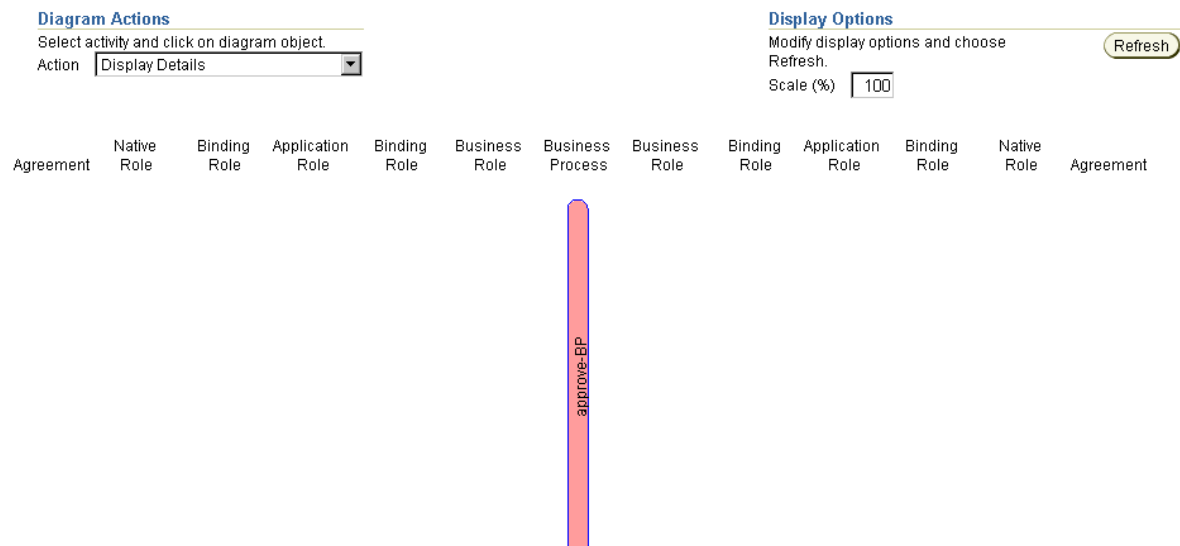 Diagram Actions
Select activity and click on diagram object.
Action Display Details
Display Options
Modify display options and choose
Refresh.
Refresh
Scale (%) 100
Native Binding Application Binding Business Business Business Binding Application Binding Native
Agreement Role Role Role Role Role Process Role Role Role Role Role Agreement
approve-BP